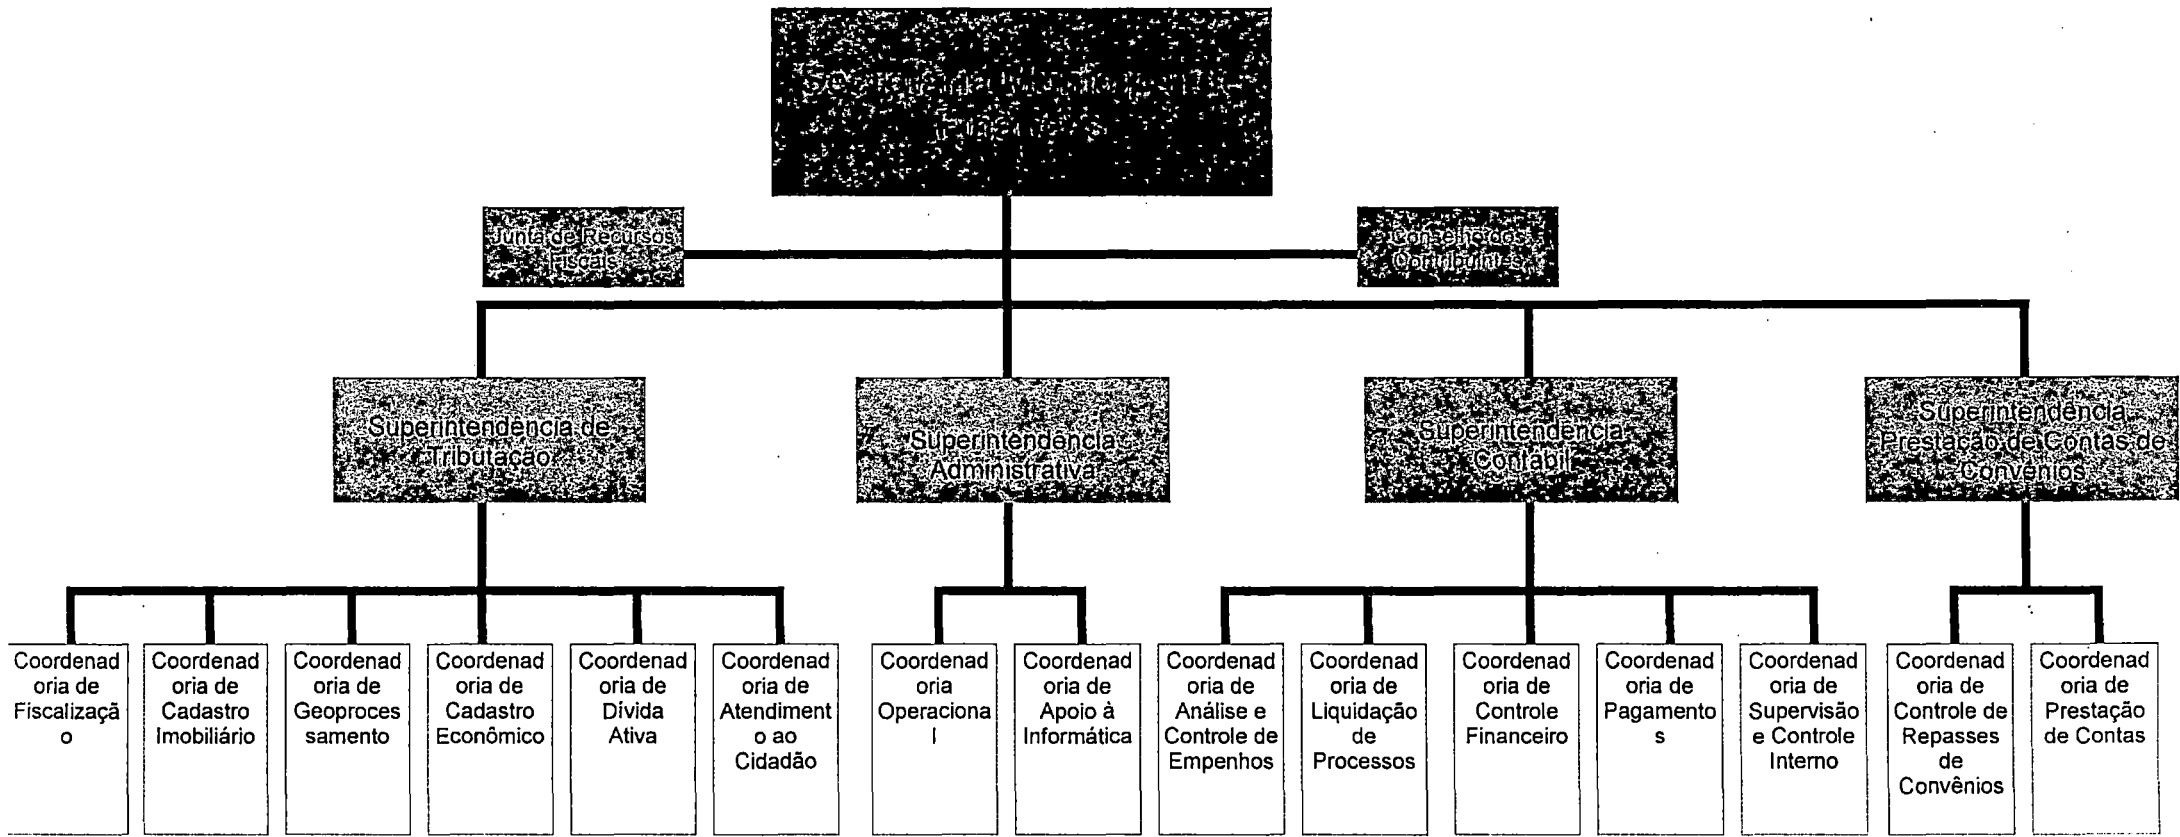 Secretaria Municipal de
Finanças
Junta de Recursos
Fiscais
Conselho dos
Contribuintes
Superintendência de
Tributação
Superintendência
Administrativa
Superintendência
Contábil
Superintendência
Prestação de Contas de
Convênios
Coordenad
oria de
Fiscalizaçã
o
Coordenad
oria de
Cadastro
Imobiliário
Coordenad
oria de
Geoproces
samento
Coordenad
oria de
Cadastro
Econômico
Coordenad
oria de
Dívida
Ativa
Coordenad
oria de
Atendiment
o ao
Cidadão
Coordenad
oria
Operaciona
l
Coordenad
oria de
Apoio à
Informática
Coordenad
oria de
Análise e
Controle de
Empenhos
Coordenad
oria de
Liquidação
de
Processos
Coordenad
oria de
Controle
Financeiro
Coordenad
oria de
Pagamento
s
Coordenad
oria de
Supervisão
e Controle
Interno
Coordenad
oria de
Controle de
Repasses
de
Convênios
Coordenad
oria de
Prestação
de Contas